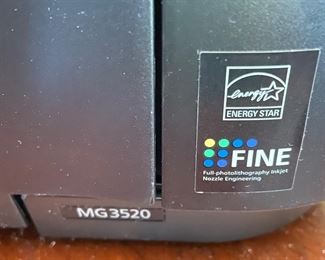 energy
ENERGY STAR
FINE
Full-photolithography Inkjet
Nozzle Engineering
MG3520